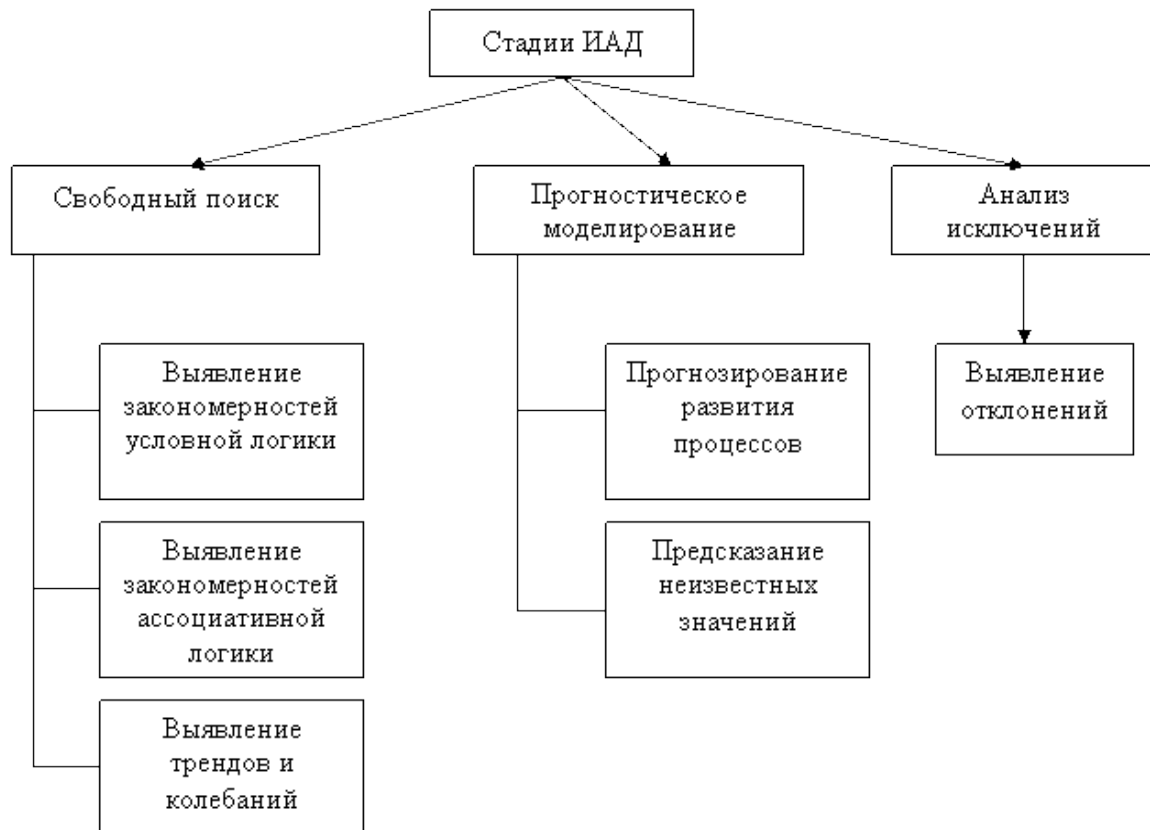 Стадии ИАД
Свободный поиск
Прогностическое
моделирование
Анализ
исключений
Выявление
закономерностей
условной логики
Выявление
закономерностей
ассоциативной
логики
Выявление
трендов и
колебаний
Прогнозирование
развития
процессов
Предсказание
неизвестных
значений
Выявление
отклонений